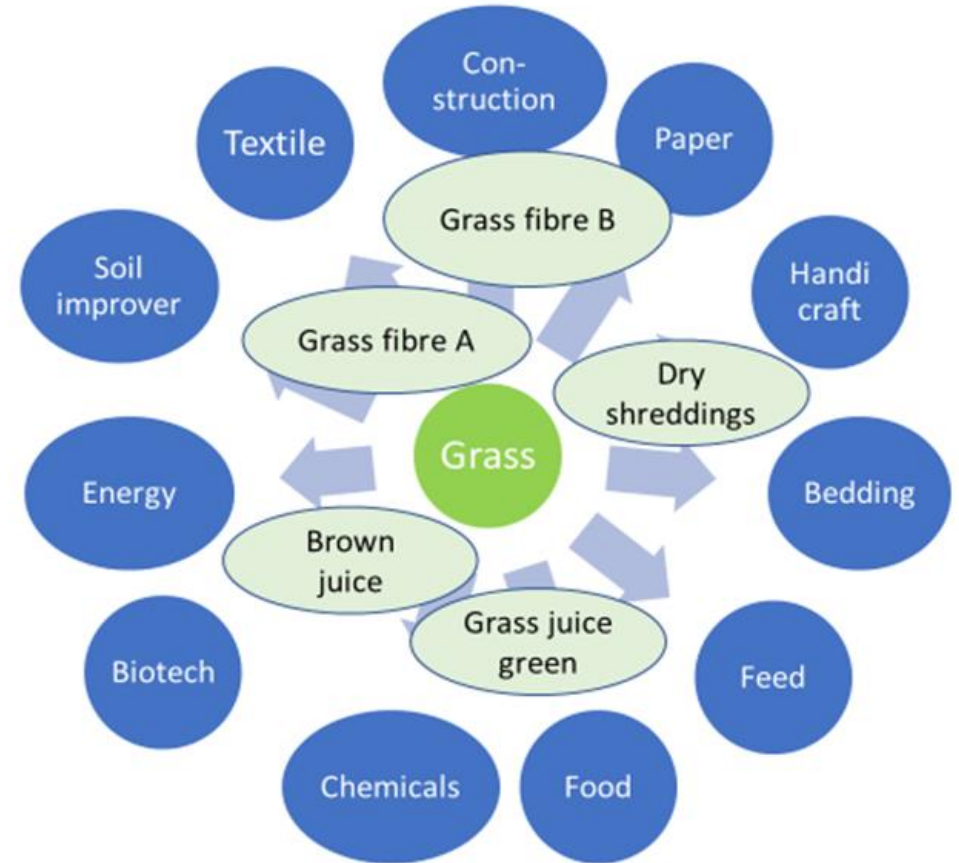 Con-
struction
Textile
Paper
Grass fibre B
Soil
improver
Handi
craft
Grass fibre A
Dry
shreddings
Grass
Energy
Bedding
Brown
juice
Grass juice
green
Biotech
Feed
Chemicals
Food